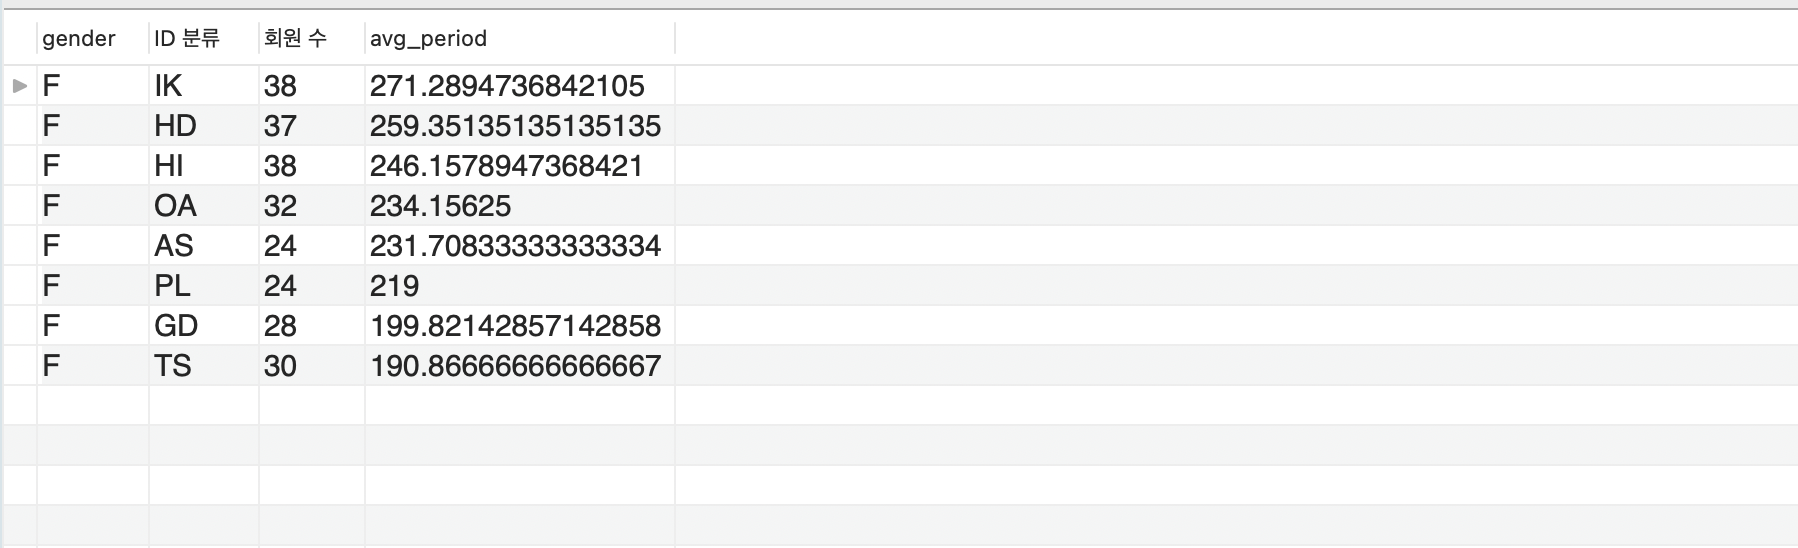 gender ID 분류 회원 수 avg_period
F IK 38 271.2894736842105
F HD 37 259.35135135135135
F HI 38 246.1578947368421
F OA 32 234.15625
F AS 24 231.70833333333334
F PL 24 219
F GD 28 199.82142857142858
F TS 30 190.86666666666667